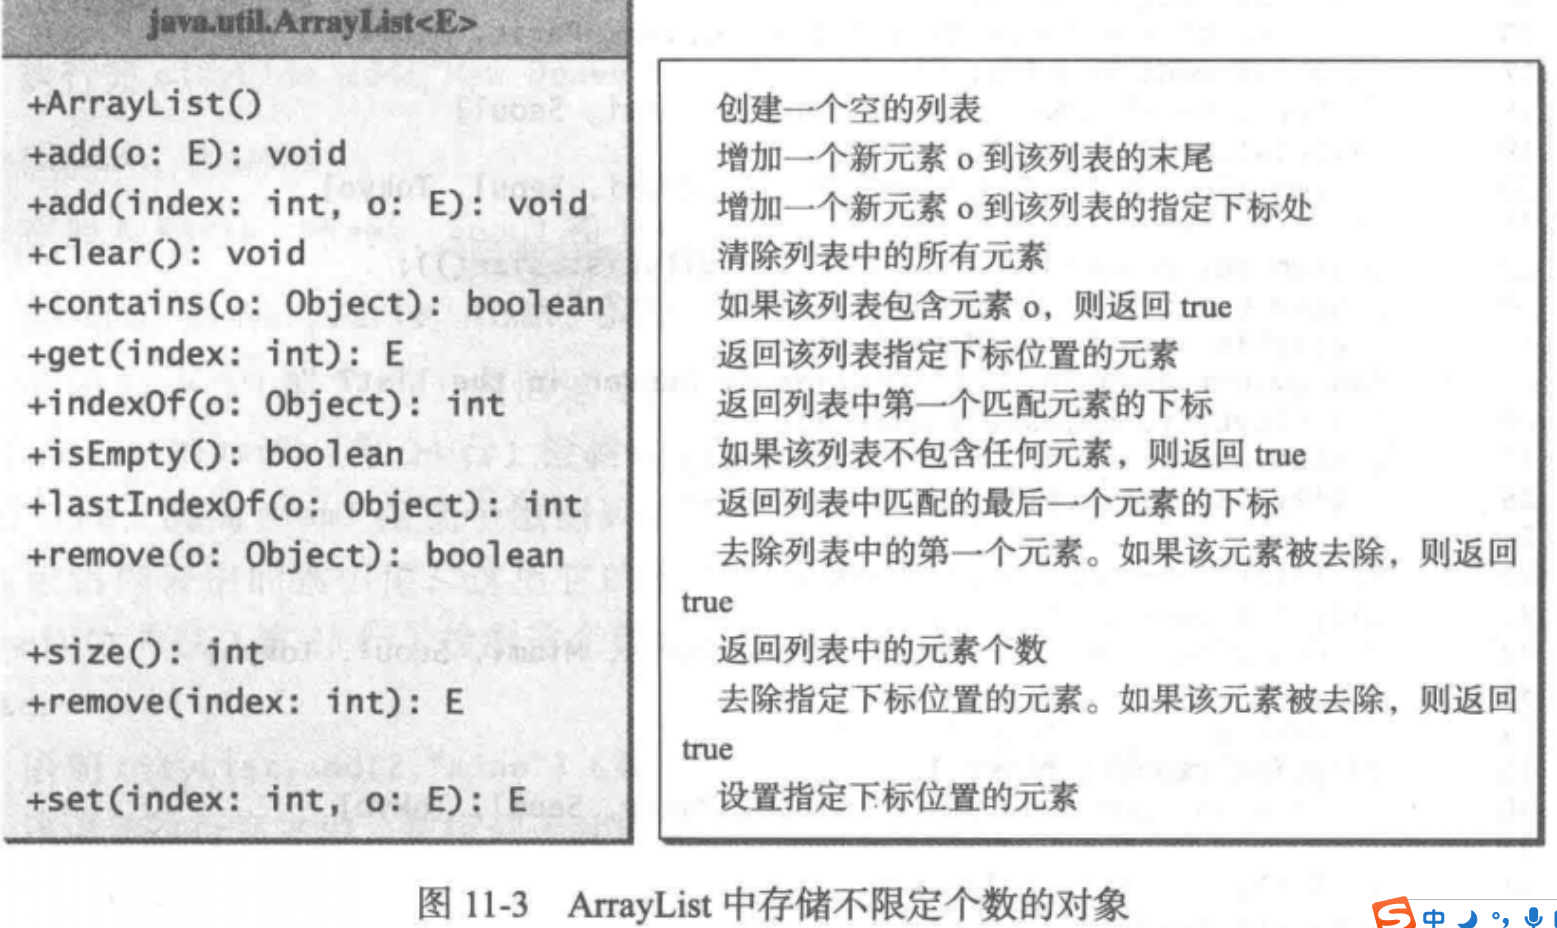 java.util.ArrayList<E>
+ArrayList()
+add(o: E): void
+add(index: int, o: E): void
+clear(): void
+contains(o: Object): boolean
+get(index: int): E
+indexOf(o: Object): int
+isEmpty(): boolean
+lastIndexOf(o: Object): int
+remove(o: Object): boolean
+size(): int
+remove(index: int): E
+set(index: int, o: E): E
创建一个空的列表
增加一个新元素 o 到该列表的末尾
增加一个新元素 o 到该列表的指定下标处
清除列表中的所有元素
如果该列表包含元素 o，则返回 true
返回该列表指定下标位置的元素
返回列表中第一个匹配元素的下标
如果该列表不包含任何元素，则返回 true
返回列表中匹配的最后一个元素的下标
去除列表中的第一个元素。如果该元素被去除，则返回
true
返回列表中的元素个数
去除指定下标位置的元素。如果该元素被去除，则返回
true
设置指定下标位置的元素
图 11-3 ArrayList 中存储不限定个数的对象
中